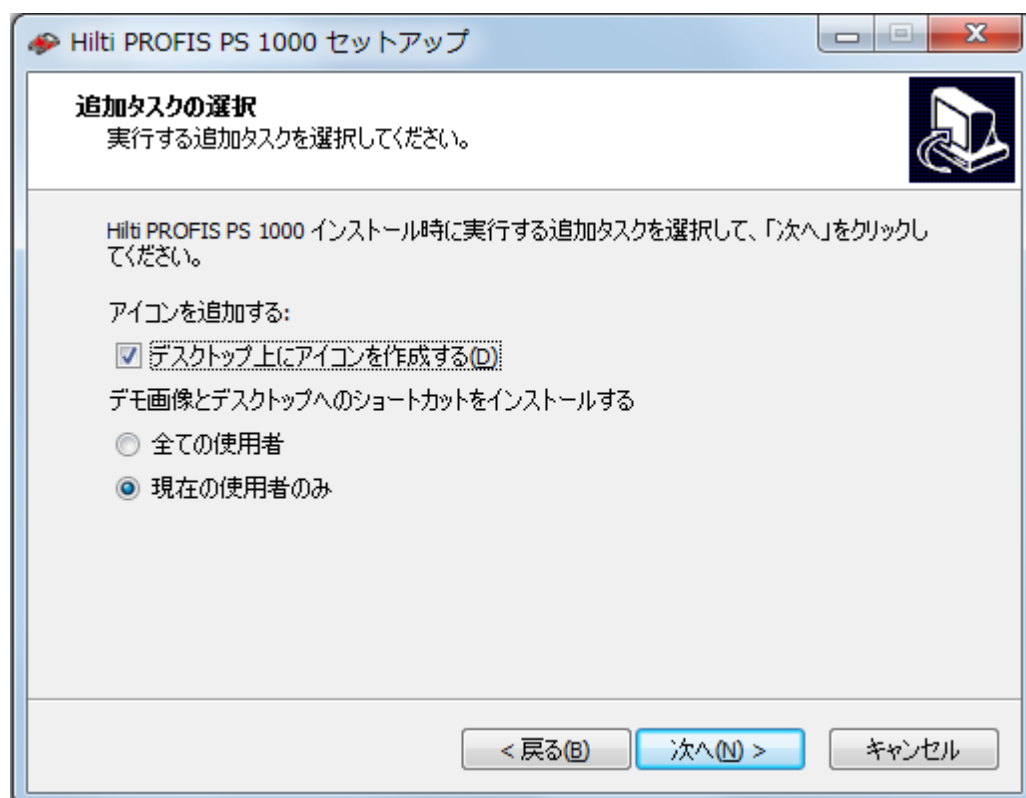 Hilti PROFIS PS 1000 セットアップ
追加タスクの選択
実行する追加タスクを選択してください。
Hilti PROFIS PS 1000 インストール時に実行する追加タスクを選択して、「次へ」をクリックし
てください。
アイコンを追加する:
デスクトップ上にアイコンを作成する(D)
デモ画像とデスクトップへのショートカットをインストールする
全ての使用者
現在の使用者のみ
< 戻る(B) 次へ(N) > キャンセル